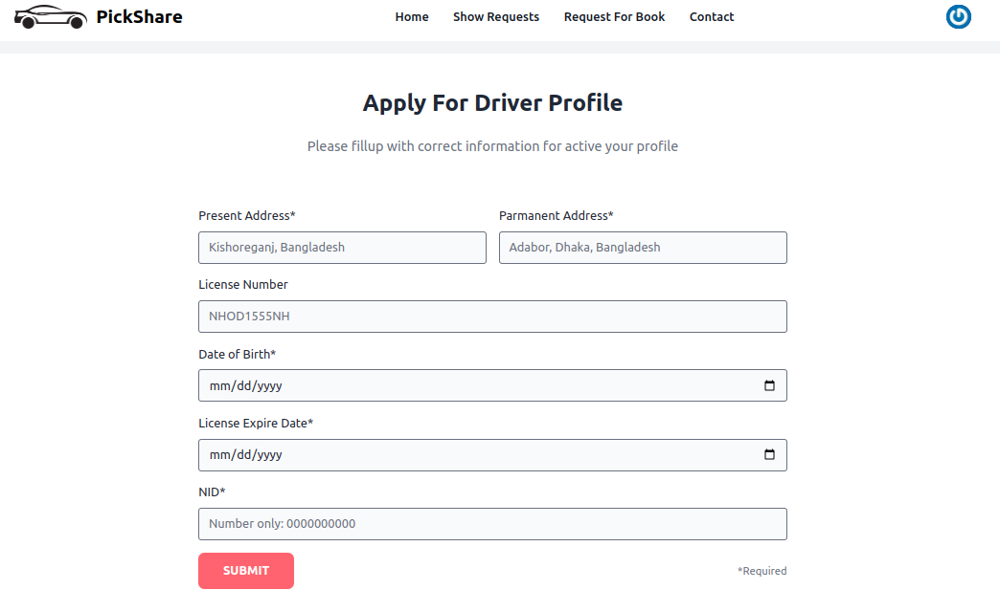 PickShare Home Show Requests Request For Book Contact
Apply For Driver Profile
Please fillup with correct information for active your profile
Present Address* Parmanent Address*
Kishoreganj, Bangladesh Adabor, Dhaka, Bangladesh
License Number
NHOD1555NH
Date of Birth*
mm/dd/yyyy
License Expire Date*
mm/dd/yyyy
NID*
Number only: 0000000000
SUBMIT *Required